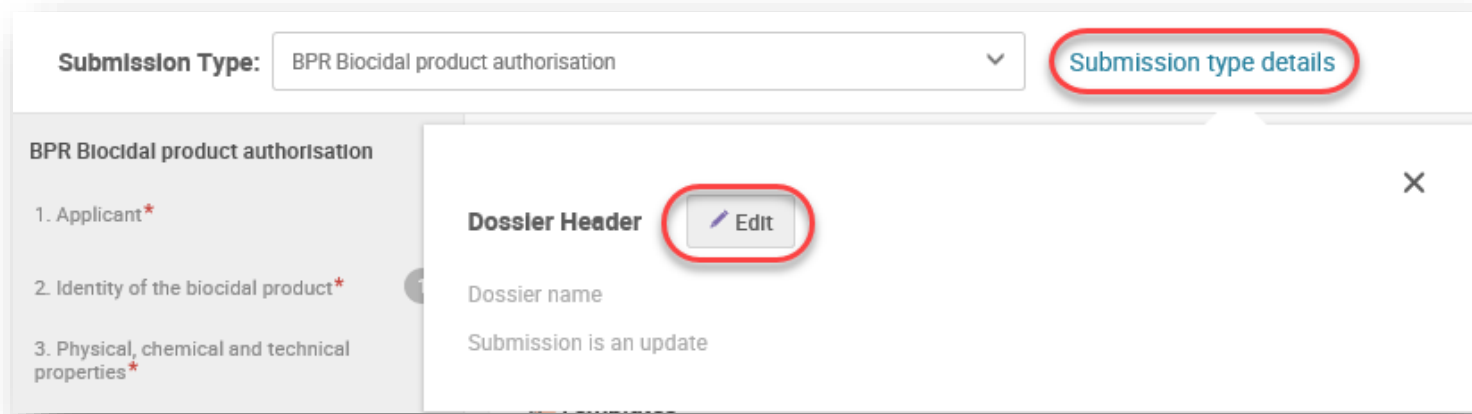 Submission Type: BPR Biocidal product authorisation Submission type details
BPR Biocidal product authorisation
1. Applicant*
2. Identity of the biocidal product*
3. Physical, chemical and technical
properties*
Dossier Header Edit
Dossier name
Submission is an update